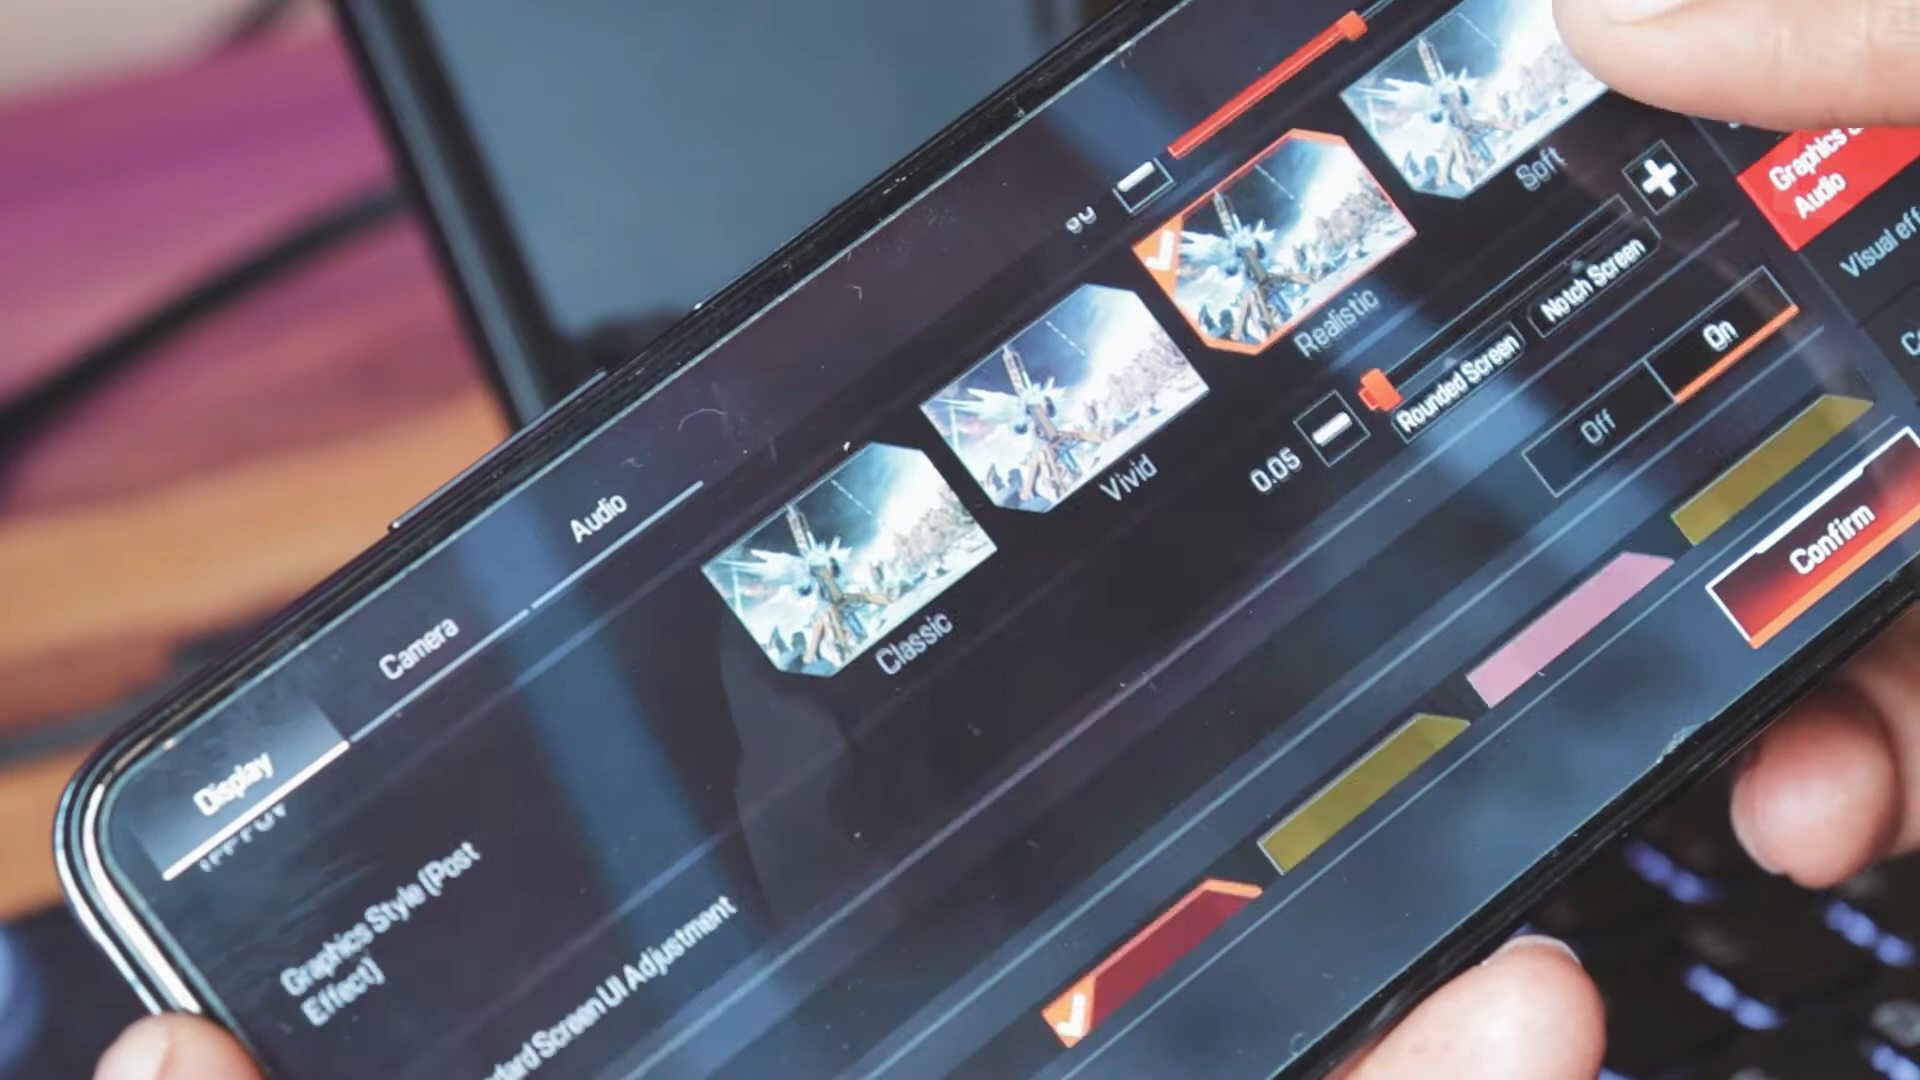 Display
Camera
Audio
Graphics Style (Post
Effect)
Classic
Vivid
Realistic
Soft
Screen UI Adjustment
0.05
Rounded Screen
Notch Screen
Off
On
Graphics
Audio
Visual
Confirm